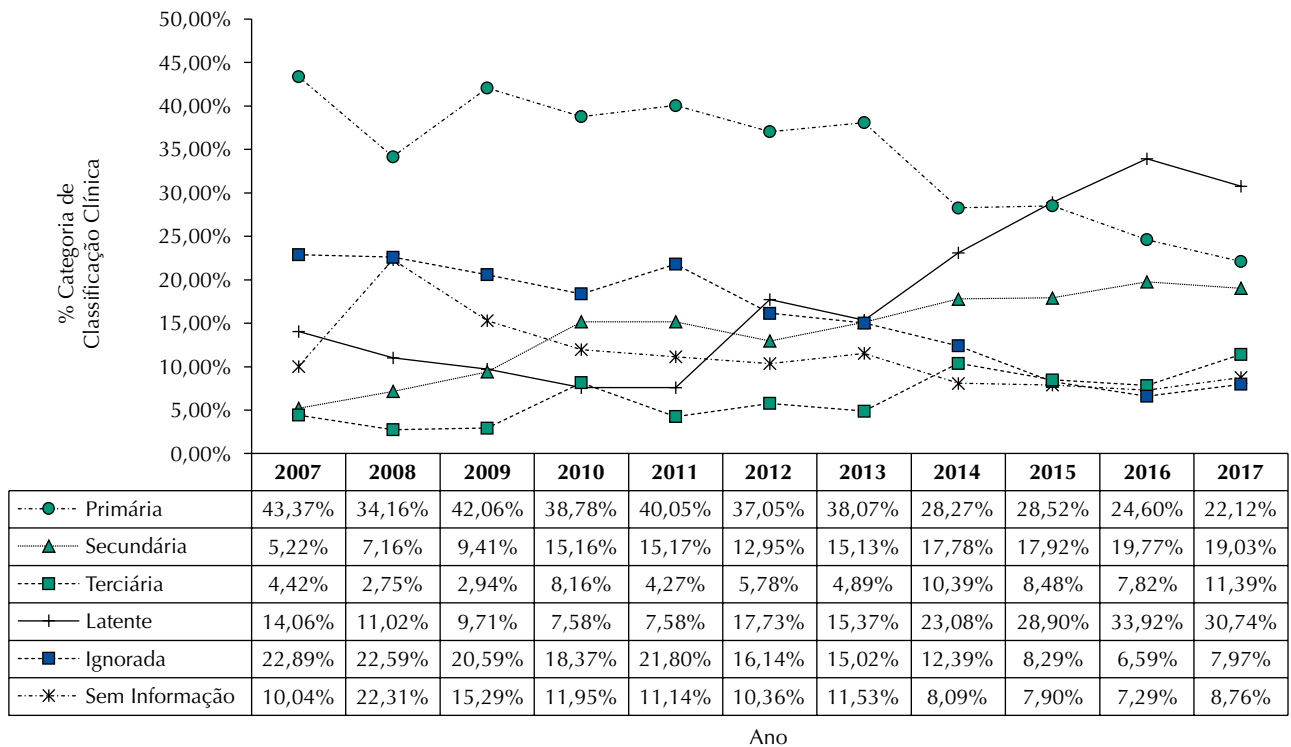 50,00%
45,00%
40,00%
35,00%
30,00%
25,00%
20,00%
15,00%
10,00%
5,00%
0,00%
% Categoria de
Classificação Clínica
2007 2008 2009 2010 2011 2012 2013 2014 2015 2016 2017
Primária 43,37% 34,16% 42,06% 38,78% 40,05% 37,05% 38,07% 28,27% 28,52% 24,60% 22,12%
Secundária 5,22% 7,16% 9,41% 15,16% 15,17% 12,95% 15,13% 17,78% 17,92% 19,77% 19,03%
Terciária 4,42% 2,75% 2,94% 8,16% 4,27% 5,78% 4,89% 10,39% 8,48% 7,82% 11,39%
Latente 14,06% 11,02% 9,71% 7,58% 7,58% 17,73% 15,37% 23,08% 28,90% 33,92% 30,74%
Ignorada 22,89% 22,59% 20,59% 18,37% 21,80% 16,14% 15,02% 12,39% 8,29% 6,59% 7,97%
Sem Informação 10,04% 22,31% 15,29% 11,95% 11,14% 10,36% 11,53% 8,09% 7,90% 7,29% 8,76%
Ano